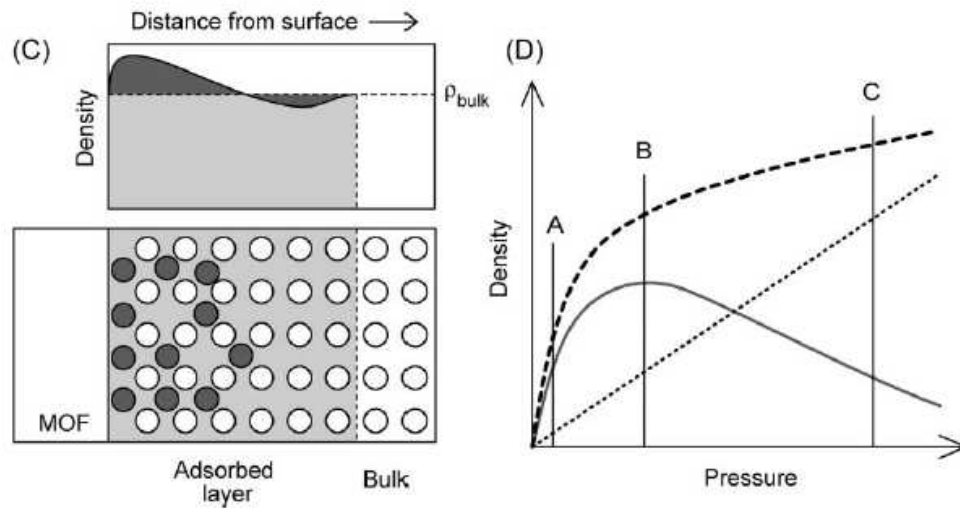 Distance from surface →
(C)
Density
ρbulk
MOF
Adsorbed
layer
Bulk
(D)
Density
A
B
C
Pressure